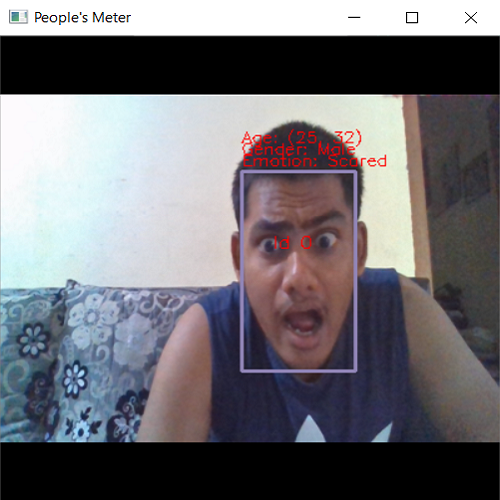 People's Meter
Age: (25, 32)
Gender: Male
Emotion: Scared
id 0